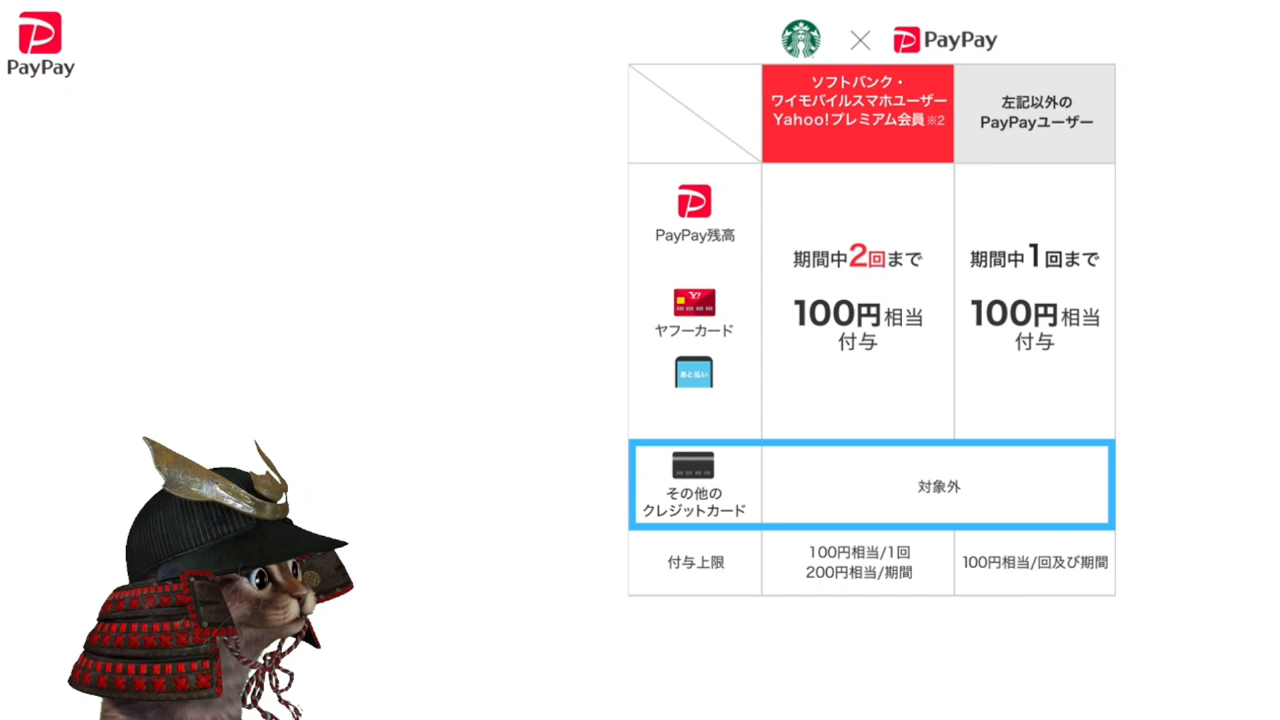 PayPay
PayPay
ソフトバンク・
ワイモバイルスマホユーザー
Yahoo!プレミアム会員※2
左記以外の
PayPayユーザー
PayPay残高
期間中2回まで
100円相当
付与
期間中1回まで
100円相当
付与
Y!
ヤフーカード
あと払い
その他の
クレジットカード
対象外
付与上限
100円相当/1回
200円相当/期間
100円相当/回及び期間